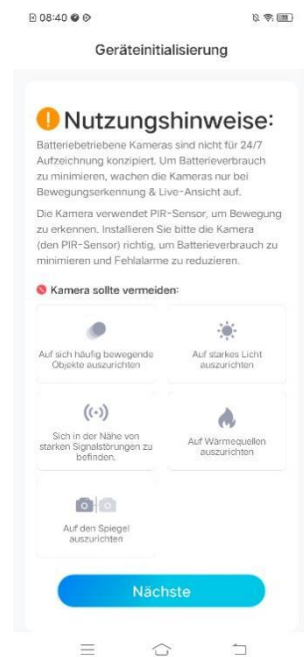 08:40
Geräteinitialisierung
Nutzungshinweise:
Batteriebetriebene Kameras sind nicht für 24/7
Aufzeichnung konzipiert. Um Batterieverbrauch
zu minimieren, wachen die Kameras nur bei
Bewegungserkennung & Live-Ansicht auf.
Die Kamera verwendet PIR-Sensor, um Bewegung
zu erkennen. Installieren Sie bitte die Kamera
(den PIR-Sensor) richtig, um Batterieverbrauch zu
minimieren und Fehlalarme zu reduzieren.
Kamera sollte vermeiden:
Auf sich häufig bewegende
Objekte auszurichten
Auf starkes Licht
auszurichten
Sich in der Nähe von
starken Signalstörungen zu
befinden.
Auf Wärmequellen
auszurichten
Auf den Spiegel
auszurichten
Nächste